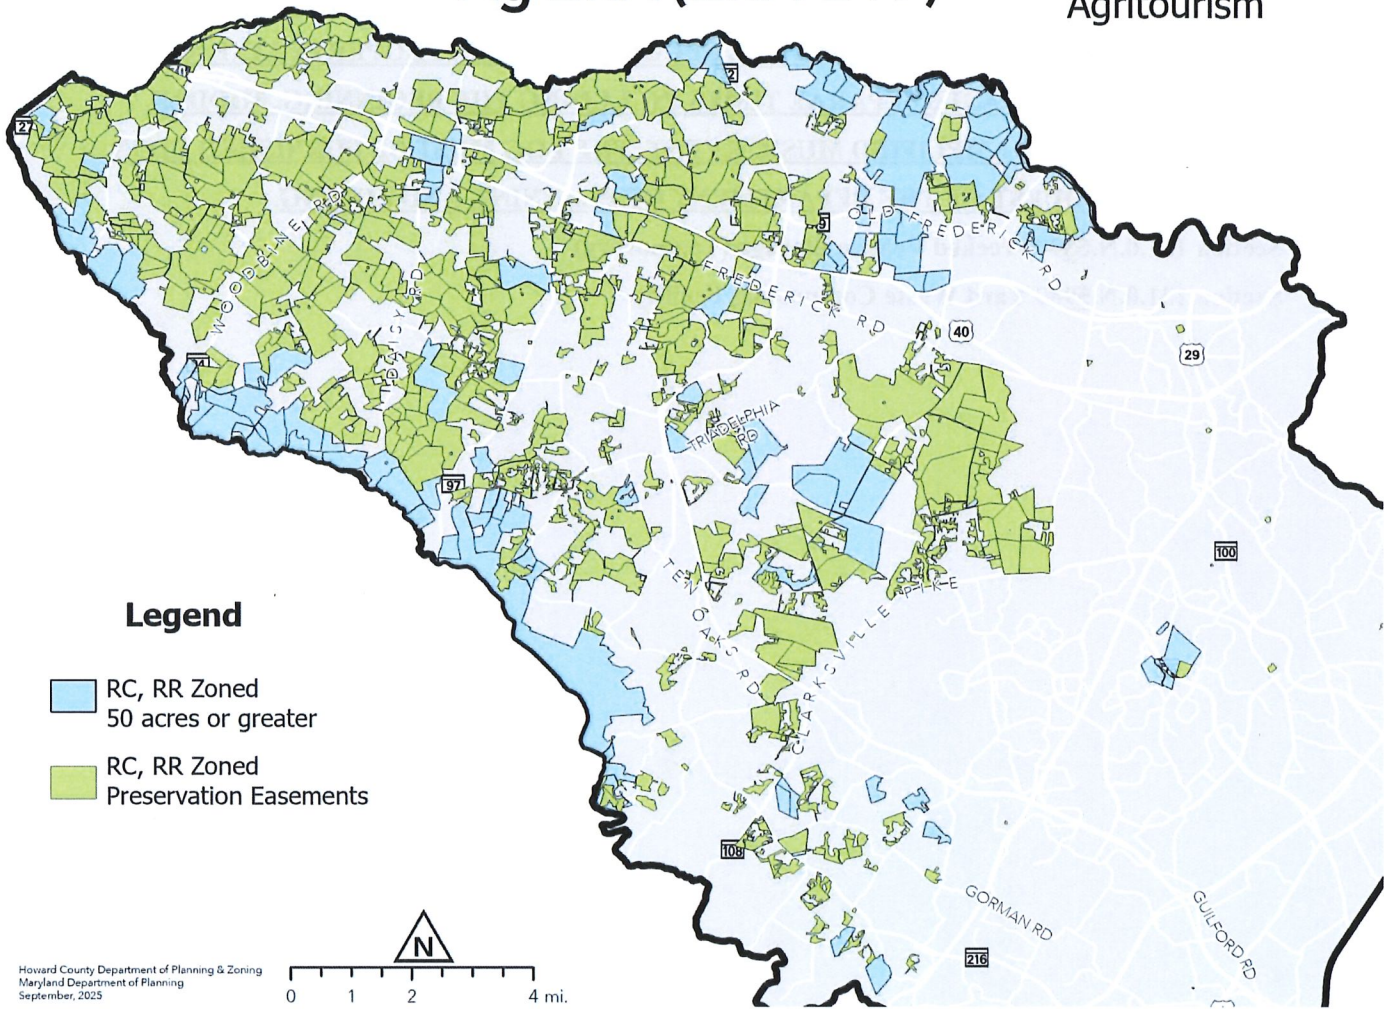 Agritourism
2
27
5
OLD FREDERICK RD
WOODBINE RD
FREDERICK RD
DAISY RD
40
29
TRIADELPHIA
RD
97
100
TEN OAKS RD
CLARKSVILLE PIKE
Legend
RC, RR Zoned
50 acres or greater
RC, RR Zoned
Preservation Easements
108
GORMAN RD
GUILFORD RD
216
N
Howard County Department of Planning & Zoning
Maryland Department of Planning
September, 2025
0 1 2 4 mi.